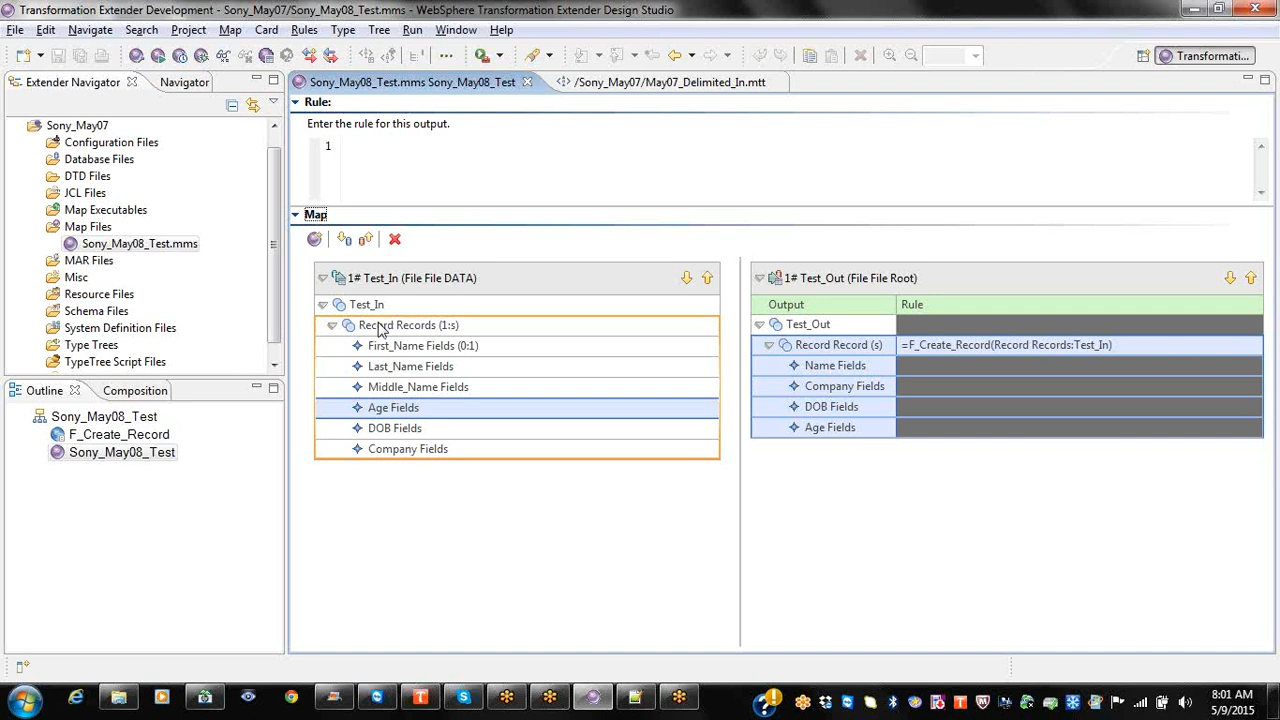 Transformation Extender Development - Sony_May07/Sony_May08_Test.mms - WebSphere Transformation Extender Design Studio
File Edit Navigate Search Project Map Card Rules Type Tree Run Window Help
Transformati...
Extender Navigator
Navigator
Sony_May07
Configuration Files
Database Files
DTD Files
JCL Files
Map Executables
Map Files
Sony_May08_Test.mms
MAR Files
Misc
Resource Files
Schema Files
System Definition Files
Type Trees
TypeTree Script Files
Outline
Composition
Sony_May08_Test
F_Create_Record
Sony_May08_Test
Sony_May08_Test.mms Sony_May08_Test
/Sony_May07/May07_Delimited_In.mtt
Rule:
Enter the rule for this output.
1
Map
1# Test_In (File File DATA)
Test_In
Record Records (1:s)
First_Name Fields (0:1)
Last_Name Fields
Middle_Name Fields
Age Fields
DOB Fields
Company Fields
1# Test_Out (File File Root)
Output Rule
Test_Out
Record Record (s) =F_Create_Record(Record Records:Test_In)
Name Fields
Company Fields
DOB Fields
Age Fields
8:01 AM
5/9/2015